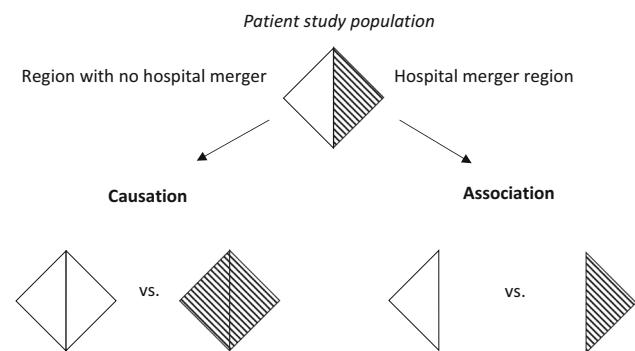 Patient study population
Region with no hospital merger
Hospital merger region
Causation
Association
vs.
vs.